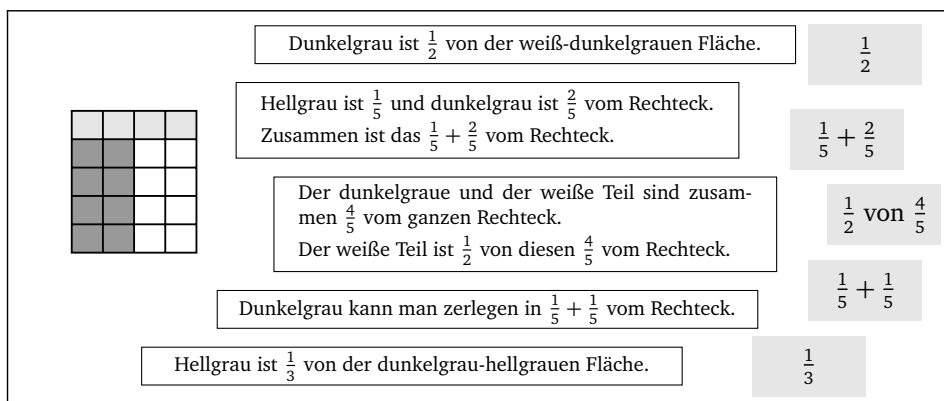 Dunkelgrau ist 1/2 von der weiß-dunkelgrauen Fläche.
1/2
Hellgrau ist 1/5 und dunkelgrau ist 2/5 vom Rechteck.
Zusammen ist das 1/5 + 2/5 vom Rechteck.
1/5 + 2/5
Der dunkelgraue und der weiße Teil sind zusam-
men 4/5 vom ganzen Rechteck.
Der weiße Teil ist 1/2 von diesen 4/5 vom Rechteck.
1/2 von 4/5
1/5 + 1/5
Dunkelgrau kann man zerlegen in 1/5 + 1/5 vom Rechteck.
Hellgrau ist 1/3 von der dunkelgrau-hellgrauen Fläche.
1/3